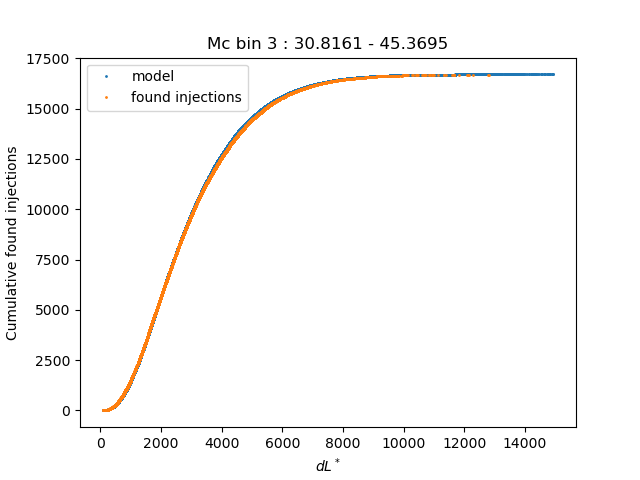 Mc bin 3 : 30.8161 - 45.3695
model
found injections
17500
15000
12500
10000
7500
5000
2500
0
Cumulative found injections
0 2000 4000 6000 8000 10000 12000 14000
dL*